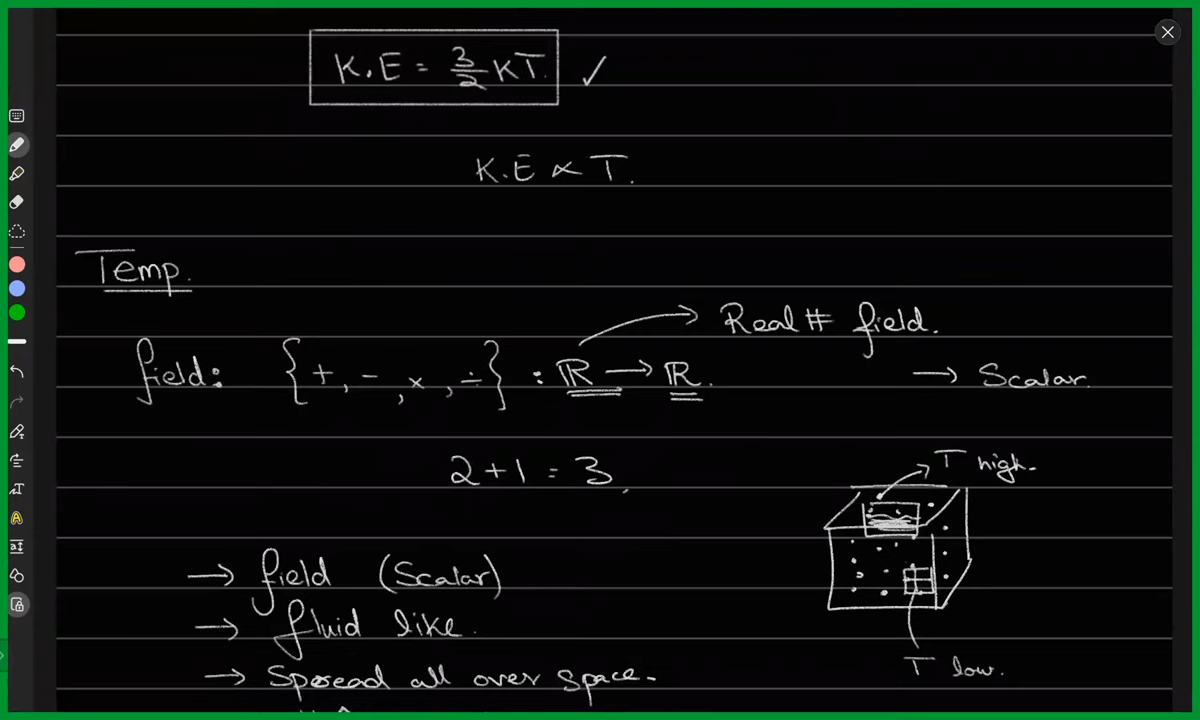 K.E = 3/2 KT. ✓
K.E ∝ T.
Temp.
→ Real # field.
field: {+, -, ×, ÷} : ℝ → ℝ. → Scalar.
2 + 1 = 3,
→ T high.
→ field (Scalar)
→ fluid like.
→ Spread all over space.
T low.